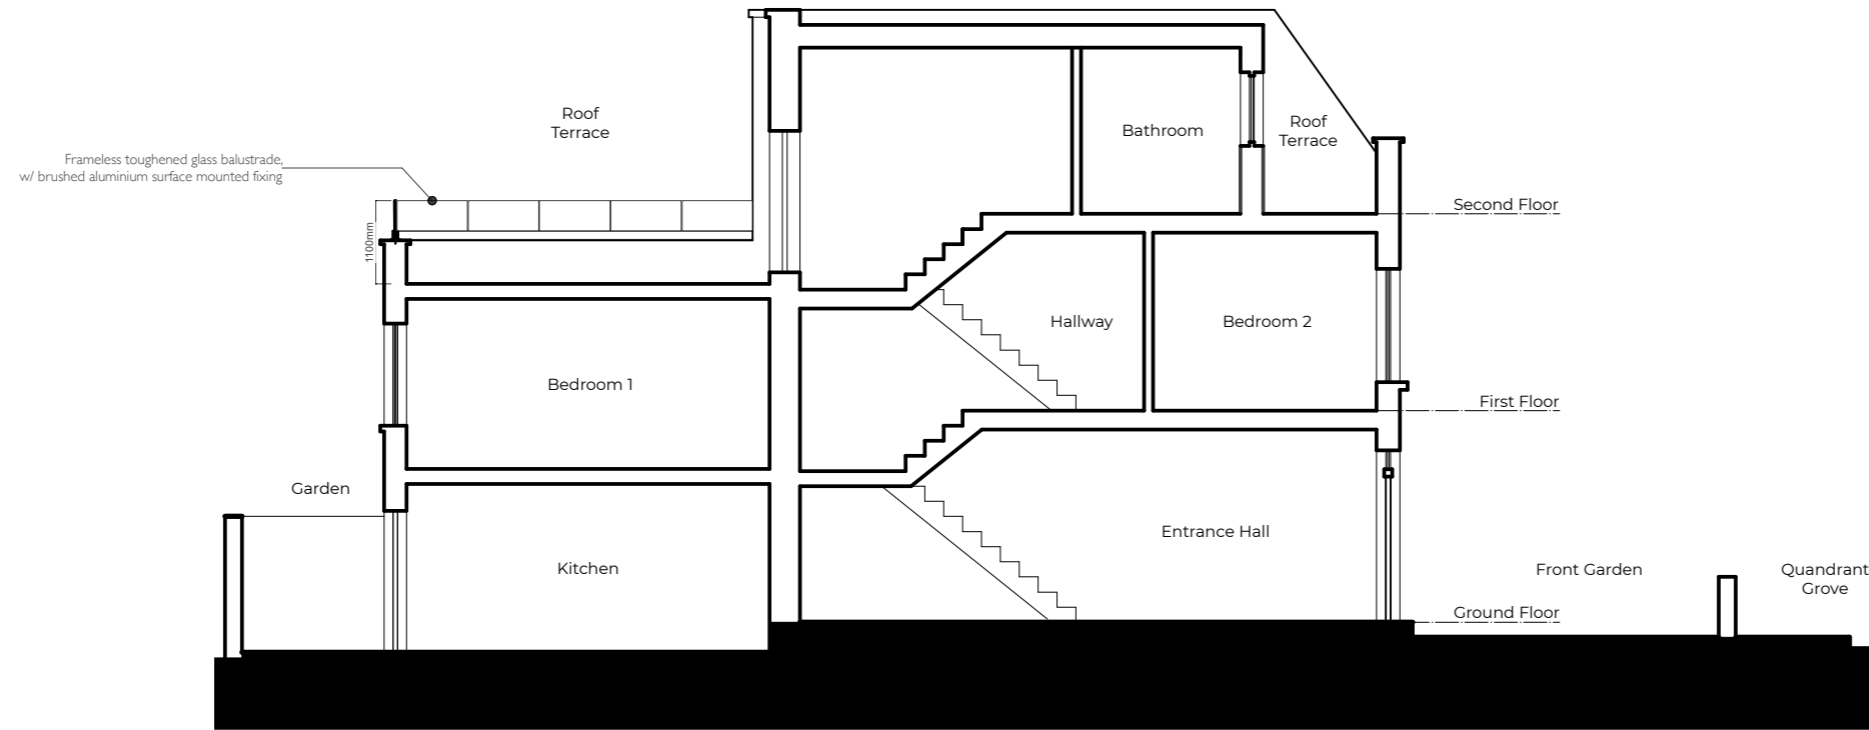 Roof
Terrace
Bathroom
Roof
Terrace
Frameless toughened glass balustrade,
w/ brushed aluminium surface mounted fixing
1100mm
Second Floor
Hallway
Bedroom 2
Bedroom 1
First Floor
Garden
Entrance Hall
Kitchen
Front Garden
Quandrant
Grove
Ground Floor